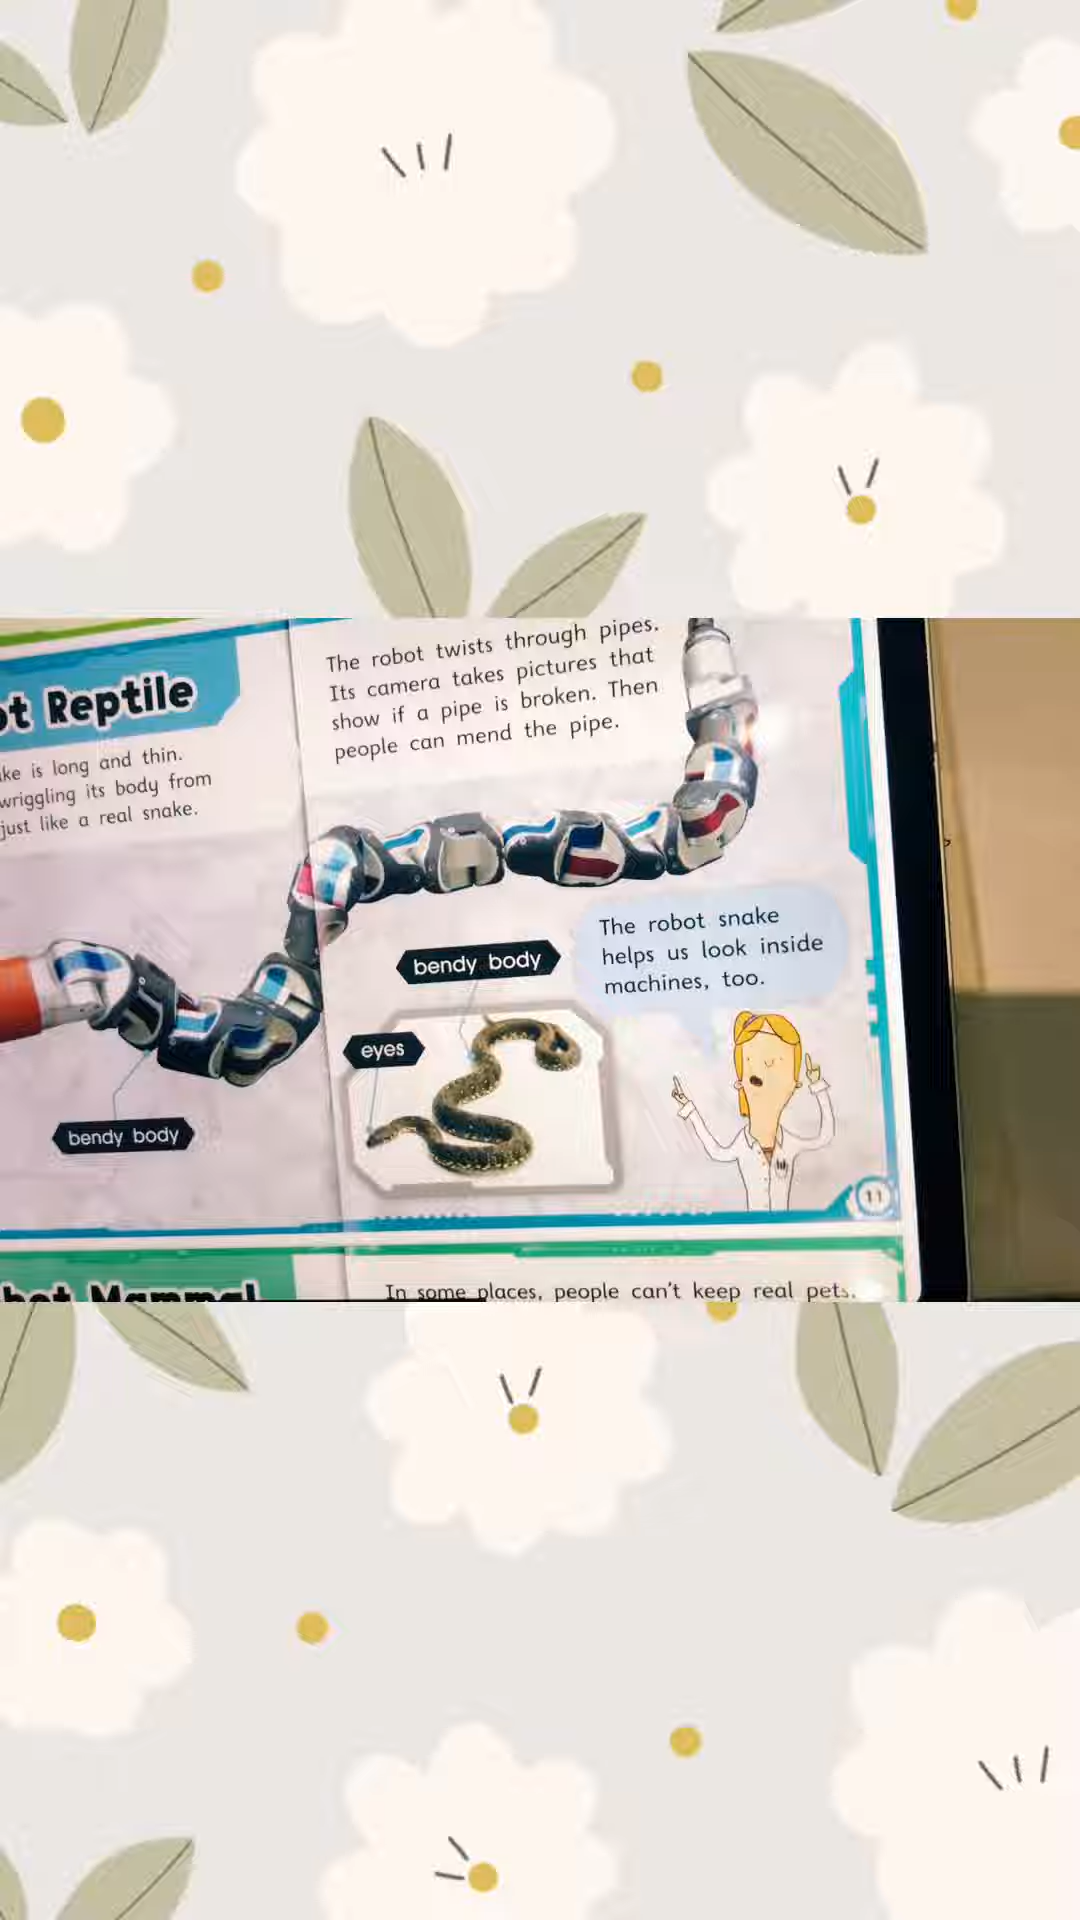 ot Reptile
ke is long and thin.
wriggling its body from
just like a real snake.
bendy body
The robot twists through pipes.
Its camera takes pictures that
show if a pipe is broken. Then
people can mend the pipe.
bendy body
eyes
The robot snake
helps us look inside
machines, too.
11
bot Mammal
In some places, people can't keep real pets.